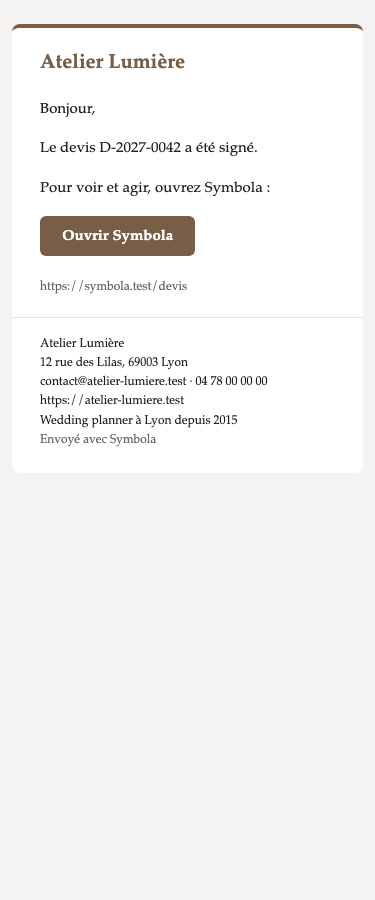 Atelier Lumière
Bonjour,
Le devis D-2027-0042 a été signé.
Pour voir et agir, ouvrez Symbola :
Ouvrir Symbola
https://symbola.test/devis
Atelier Lumière
12 rue des Lilas, 69003 Lyon
contact@atelier-lumiere.test · 04 78 00 00 00
https://atelier-lumiere.test
Wedding planner à Lyon depuis 2015
Envoyé avec Symbola